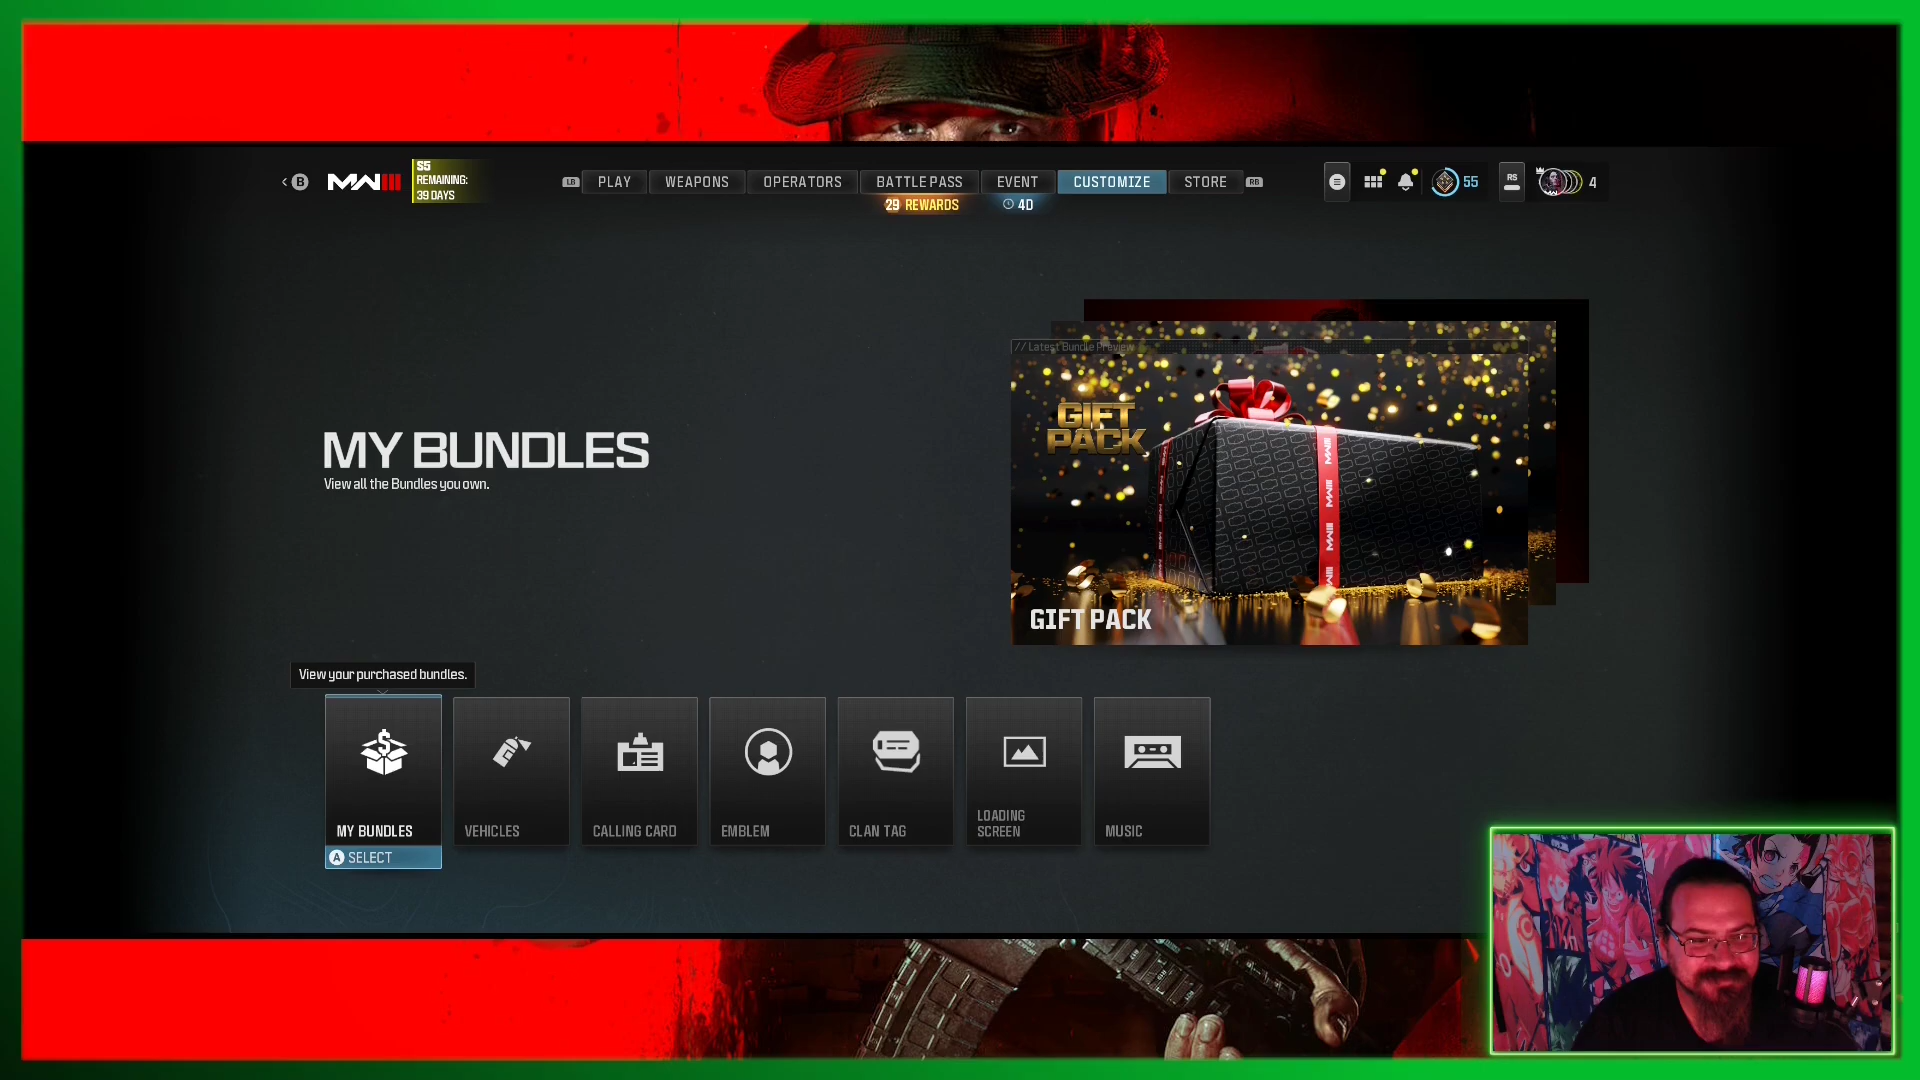 B
MWIII
S5
REMAINING:
39 DAYS
LB
PLAY
WEAPONS
OPERATORS
BATTLE PASS
EVENT
CUSTOMIZE
STORE
RB
29 REWARDS
4D
55
RS
4
// Latest Bundle Preview
GIFT
PACK
MY BUNDLES
View all the Bundles you own.
GIFT PACK
View your purchased bundles.
MY BUNDLES
VEHICLES
CALLING CARD
EMBLEM
CLAN TAG
LOADING
SCREEN
MUSIC
A SELECT